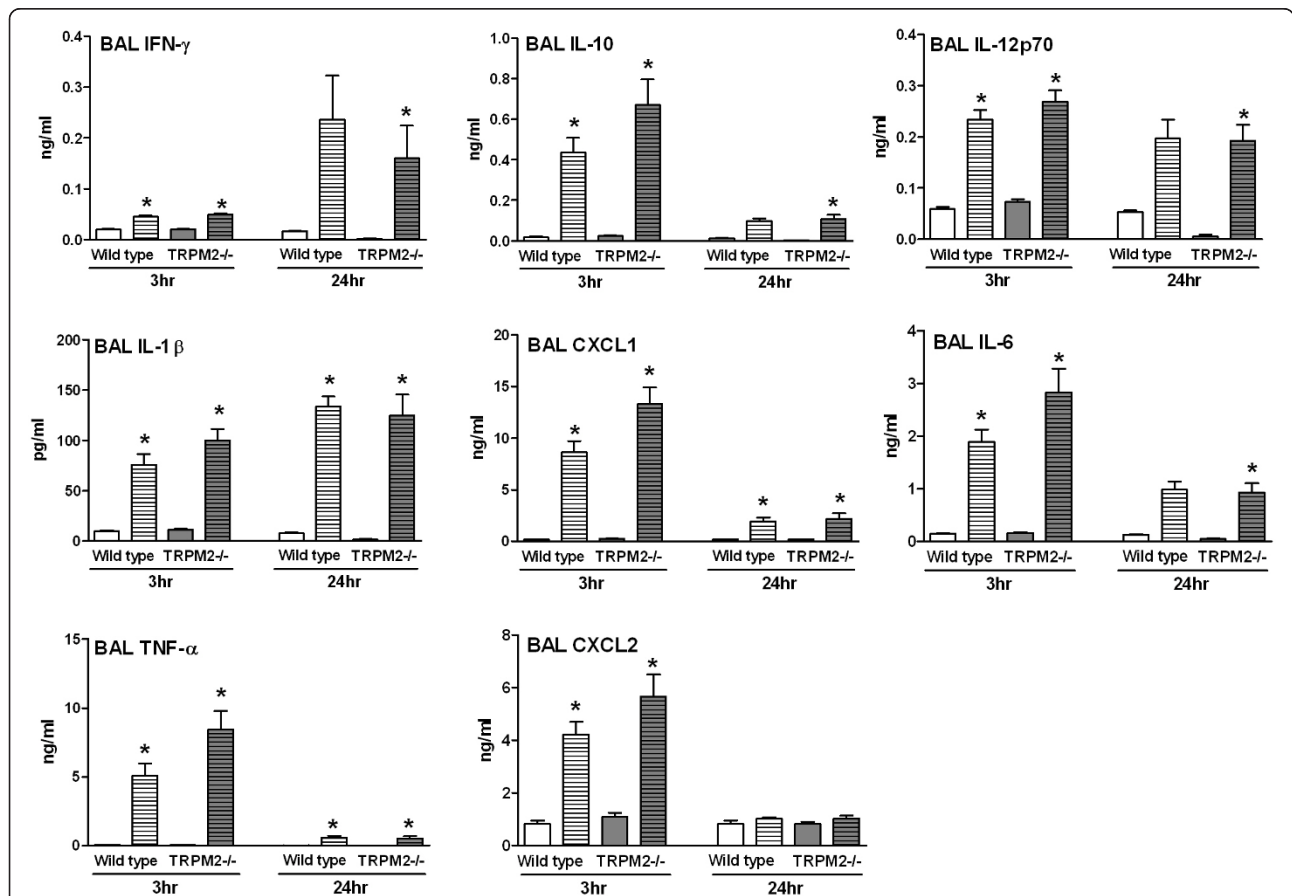 BAL IFN-γ
ng/ml
0.4
0.3
0.2
0.1
0.0
*
*
*
Wild type TRPM2-/- Wild type TRPM2-/-
3hr 24hr
BAL IL-10
ng/ml
1.0
0.8
0.6
0.4
0.2
0.0
*
*
*
Wild type TRPM2-/- Wild type TRPM2-/-
3hr 24hr
BAL IL-12p70
ng/ml
0.4
0.3
0.2
0.1
0.0
*
*
*
Wild type TRPM2-/- Wild type TRPM2-/-
3hr 24hr
BAL IL-1 β
pg/ml
200
150
100
50
0
*
*
*
*
Wild type TRPM2-/- Wild type TRPM2-/-
3hr 24hr
BAL CXCL1
ng/ml
20
15
10
5
0
*
*
*
*
Wild type TRPM2-/- Wild type TRPM2-/-
3hr 24hr
BAL IL-6
ng/ml
4
3
2
1
0
*
*
*
Wild type TRPM2-/- Wild type TRPM2-/-
3hr 24hr
BAL TNF-α
ng/ml
15
10
5
0
*
*
*
*
Wild type TRPM2-/- Wild type TRPM2-/-
3hr 24hr
BAL CXCL2
ng/ml
8
6
4
2
0
*
*
Wild type TRPM2-/- Wild type TRPM2-/-
3hr 24hr